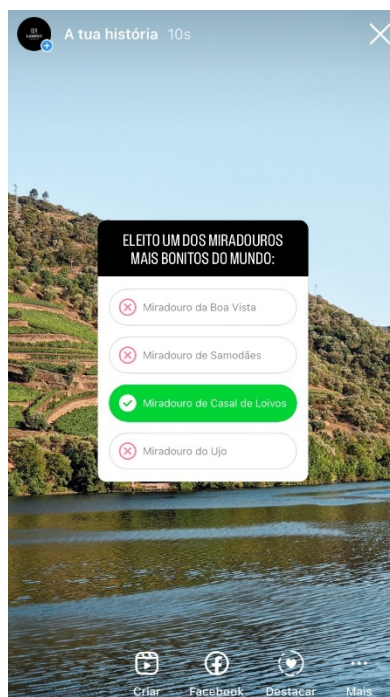 A tua história 10s
ELEITO UM DOS MIRADOUROS
MAIS BONITOS DO MUNDO:
Miradouro da Boa Vista
Miradouro de Samodães
Miradouro de Casal de Loivos
Miradouro do Ujo
Criar Facebook Destacar Mais